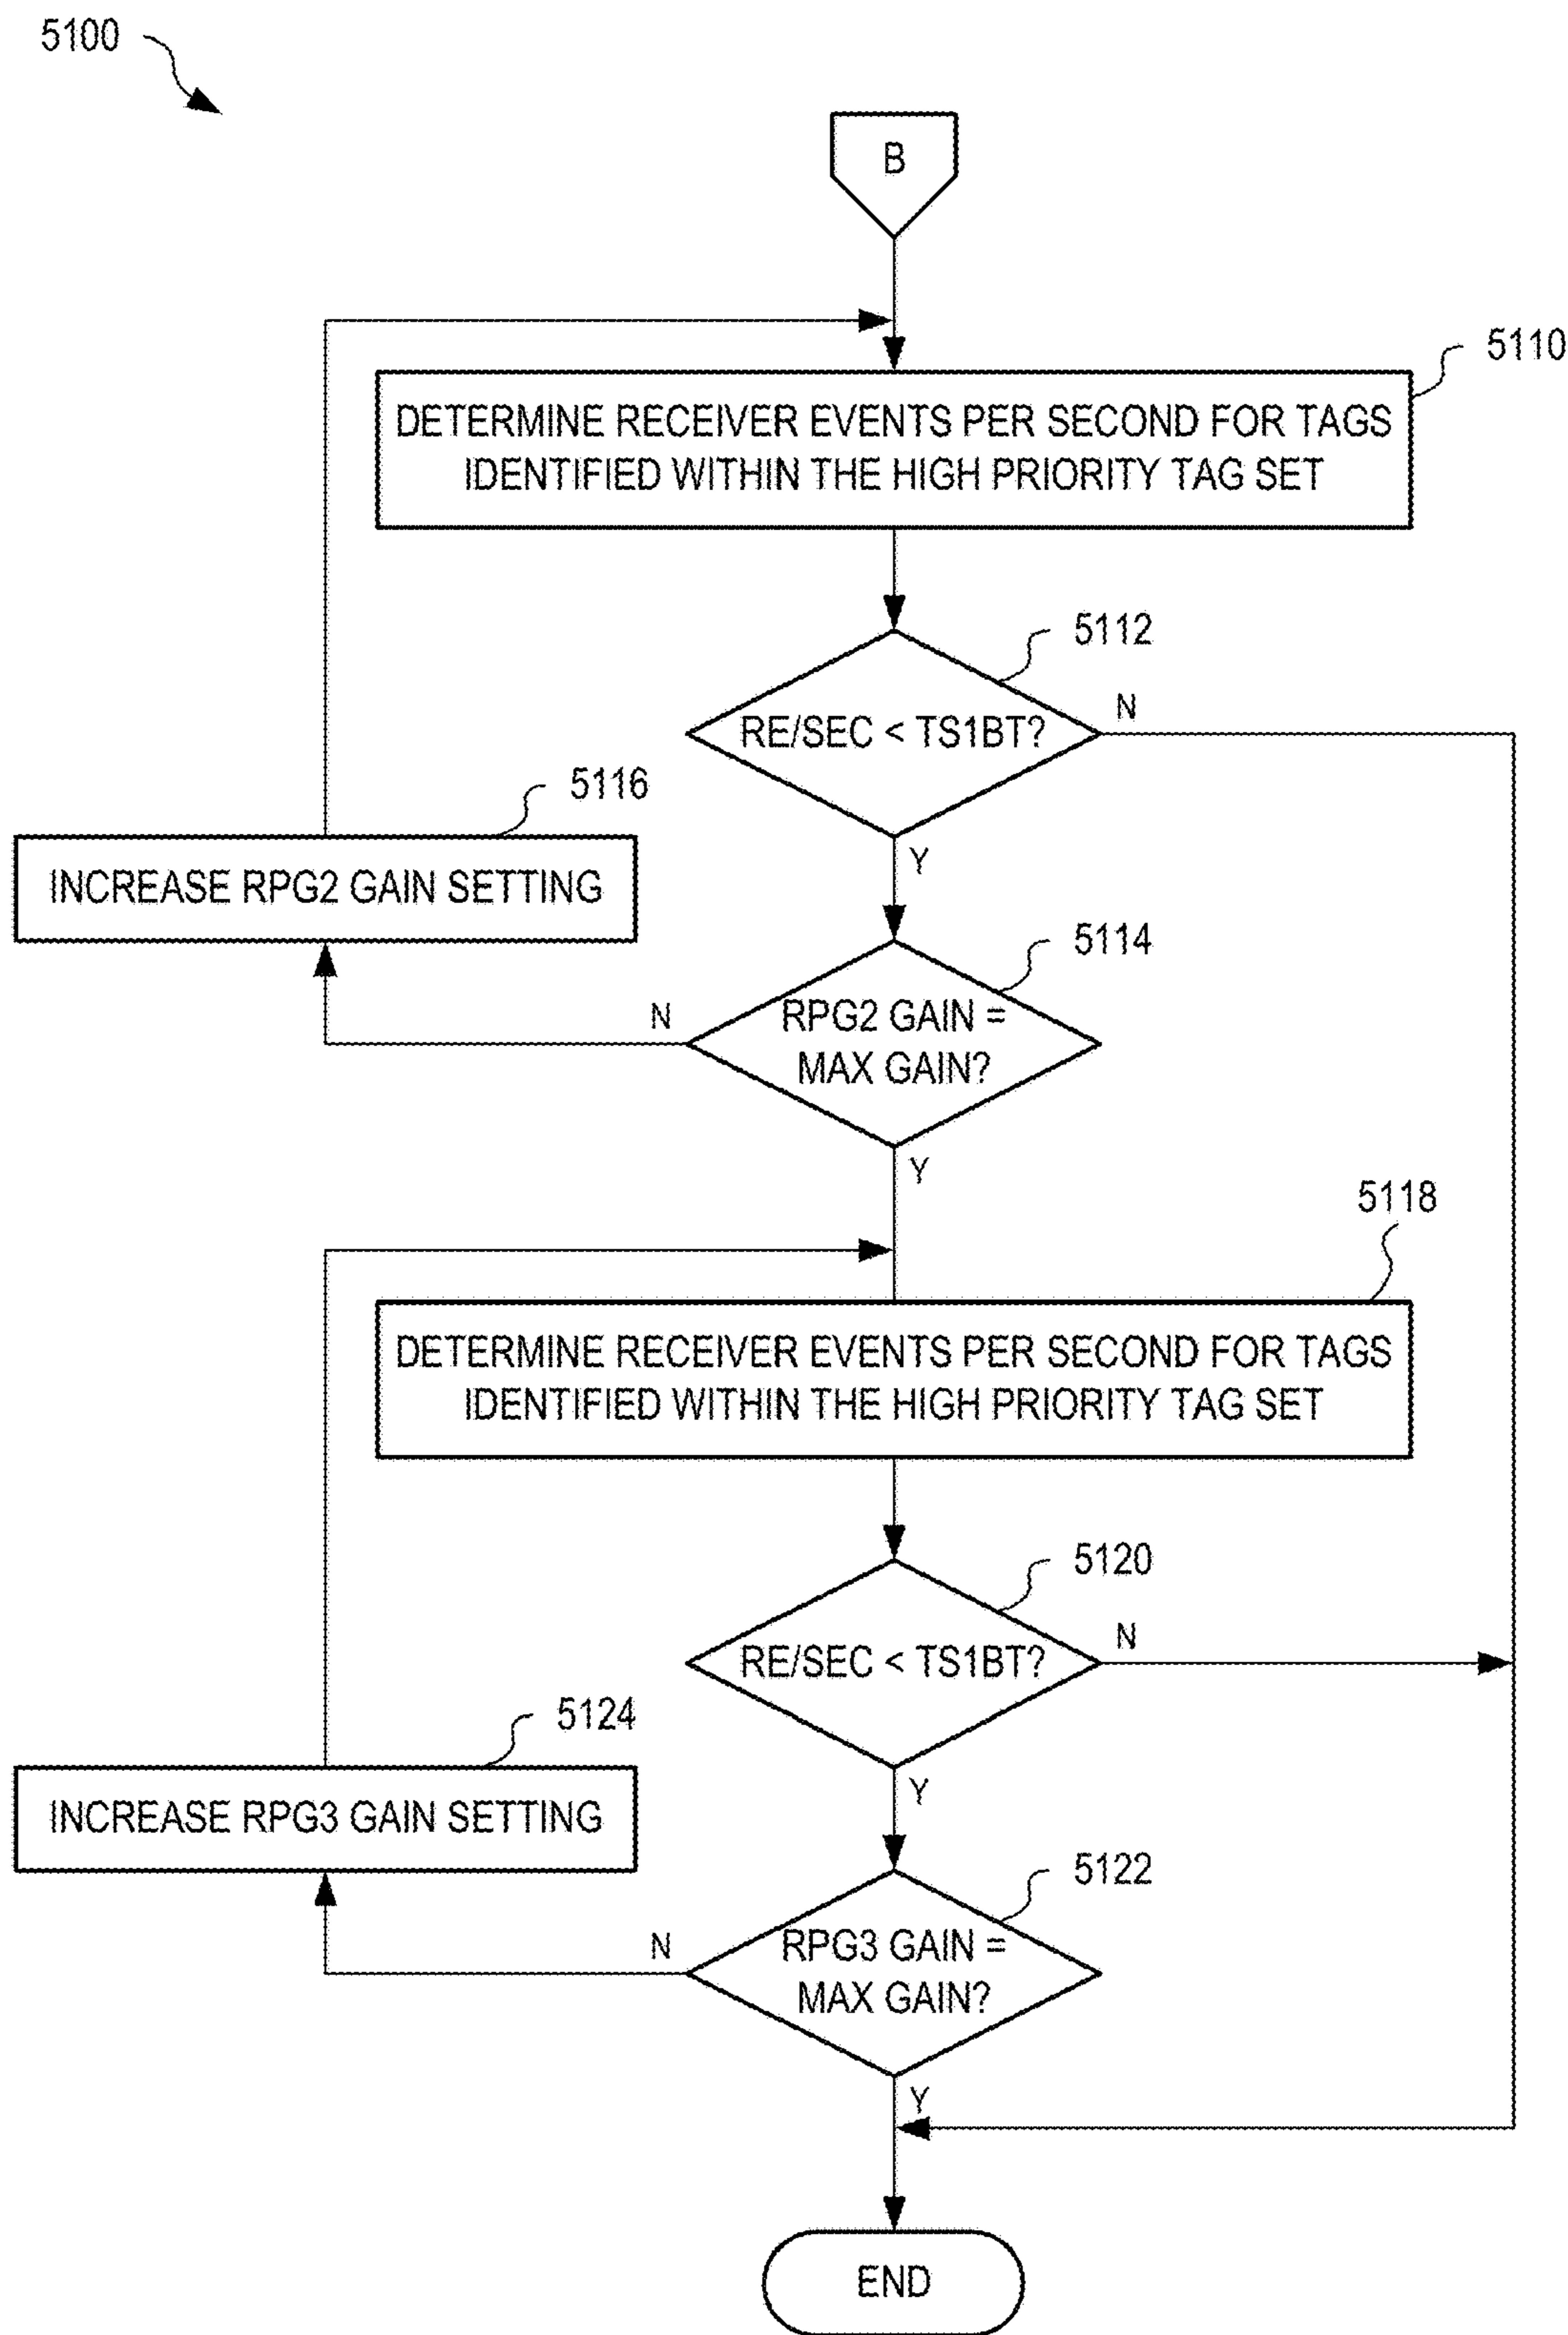 5100
B
5110
DETERMINE RECEIVER EVENTS PER SECOND FOR TAGS
IDENTIFIED WITHIN THE HIGH PRIORITY TAG SET
5112
RE/SEC < TS1BT?
N
Y
5116
INCREASE RPG2 GAIN SETTING
5114
RPG2 GAIN =
MAX GAIN?
N
Y
5118
DETERMINE RECEIVER EVENTS PER SECOND FOR TAGS
IDENTIFIED WITHIN THE HIGH PRIORITY TAG SET
5120
RE/SEC < TS1BT?
N
Y
5124
INCREASE RPG3 GAIN SETTING
5122
RPG3 GAIN =
MAX GAIN?
N
Y
END